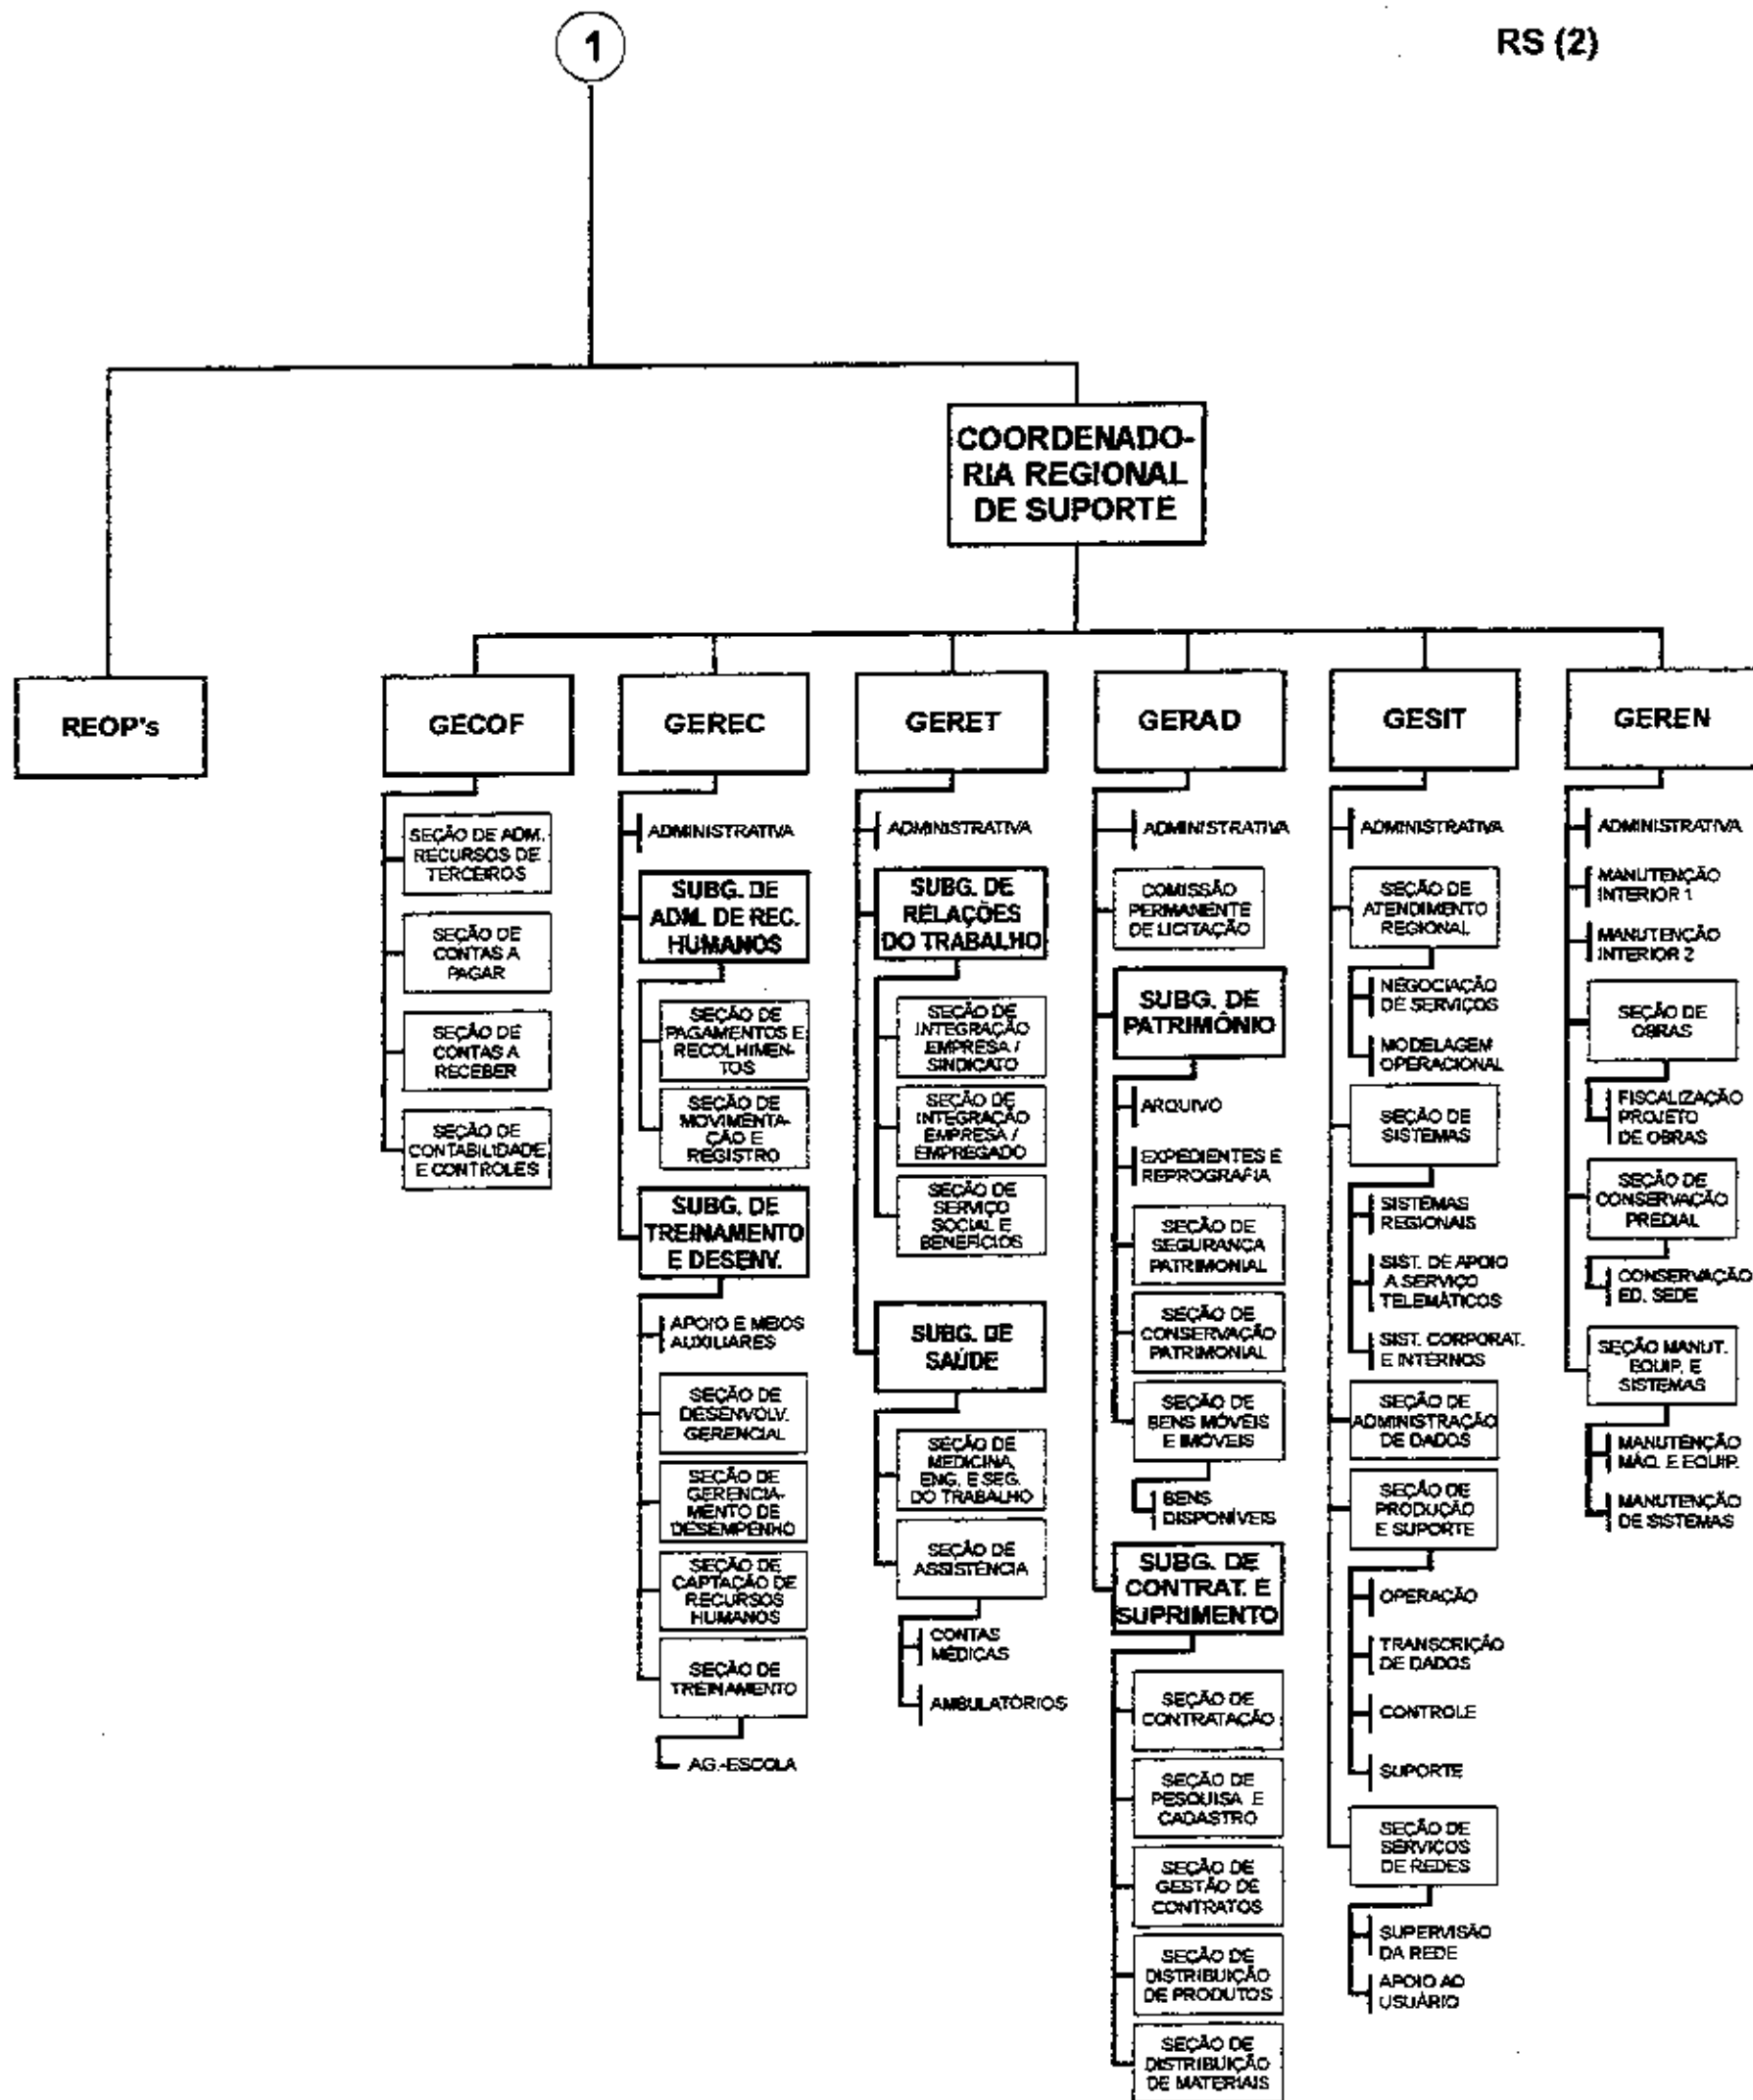 1
RS (2)
COORDENADO-
RIA REGIONAL
DE SUPORTE
REOP's
GECOF
GEREC
GERET
GERAD
GESIT
GEREN
SEÇÃO DE ADM.
RECURSOS DE
TERCEIROS
SEÇÃO DE
CONTAS A
PAGAR
SEÇÃO DE
CONTAS A
RECEBER
SEÇÃO DE
CONTABILIDADE
E CONTROLES
ADMINISTRATIVA
SUBG. DE
ADM. DE REC.
HUMANOS
SEÇÃO DE
PAGAMENTOS E
RECOLHIMEN-
TOS
SEÇÃO DE
MOVIMENTA-
ÇÃO E
REGISTRO
SUBG. DE
TREINAMENTO
E DESENV.
APOIO E MEIOS
AUXILIARES
SEÇÃO DE
DESENVOLV.
GERENCIAL
SEÇÃO DE
GERENCIA-
MENTO DE
DESEMPENHO
SEÇÃO DE
CAPTAÇÃO DE
RECURSOS
HUMANOS
SEÇÃO DE
TREINAMENTO
AG.-ESCOLA
ADMINISTRATIVA
SUBG. DE
RELAÇÕES
DO TRABALHO
SEÇÃO DE
INTEGRAÇÃO
EMPRESA /
SINDICATO
SEÇÃO DE
INTEGRAÇÃO
EMPRESA /
EMPREGADO
SEÇÃO DE
SERVIÇO
SOCIAL E
BENEFÍCIOS
SUBG. DE
SAÚDE
SEÇÃO DE
MEDICINA,
ENG. E SEG.
DO TRABALHO
SEÇÃO DE
ASSISTÊNCIA
CONTAS
MÉDICAS
AMBULATÓRIOS
ADMINISTRATIVA
COMISSÃO
PERMANENTE
DE LICITAÇÃO
SUBG. DE
PATRIMÔNIO
ARQUIVO
EXPEDIENTES E
REPROGRAFIA
SEÇÃO DE
SEGURANÇA
PATRIMONIAL
SEÇÃO DE
CONSERVAÇÃO
PATRIMONIAL
SEÇÃO DE
BENS MÓVEIS
E IMÓVEIS
BENS
DISPONÍVEIS
SUBG. DE
CONTRAT. E
SUPRIMENTO
SEÇÃO DE
CONTRATAÇÃO
SEÇÃO DE
PESQUISA E
CADASTRO
SEÇÃO DE
GESTÃO DE
CONTRATOS
SEÇÃO DE
DISTRIBUIÇÃO
DE PRODUTOS
SEÇÃO DE
DISTRIBUIÇÃO
DE MATERIAIS
ADMINISTRATIVA
SEÇÃO DE
ATENDIMENTO
REGIONAL
NEGOCIAÇÃO
DE SERVIÇOS
MODELAGEM
OPERACIONAL
SEÇÃO DE
SISTEMAS
SISTEMAS
REGIONAIS
SIST. DE APOIO
A SERVIÇO
TELEMÁTICOS
SIST. CORPORAT.
E INTERNOS
SEÇÃO DE
ADMINISTRAÇÃO
DE DADOS
SEÇÃO DE
PRODUÇÃO
E SUPORTE
OPERAÇÃO
TRANSCRIÇÃO
DE DADOS
CONTROLE
SUPORTE
SEÇÃO DE
SERVIÇOS
DE REDES
SUPERVISÃO
DA REDE
APOIO AO
USUÁRIO
ADMINISTRATIVA
MANUTENÇÃO
INTERIOR 1
MANUTENÇÃO
INTERIOR 2
SEÇÃO DE
OBRAS
FISCALIZAÇÃO
PROJETO
DE OBRAS
SEÇÃO DE
CONSERVAÇÃO
PREDIAL
CONSERVAÇÃO
ED. SEDE
SEÇÃO MANUT.
EQUIP. E
SISTEMAS
MANUTENÇÃO
MÁQ. E EQUIP.
MANUTENÇÃO
DE SISTEMAS